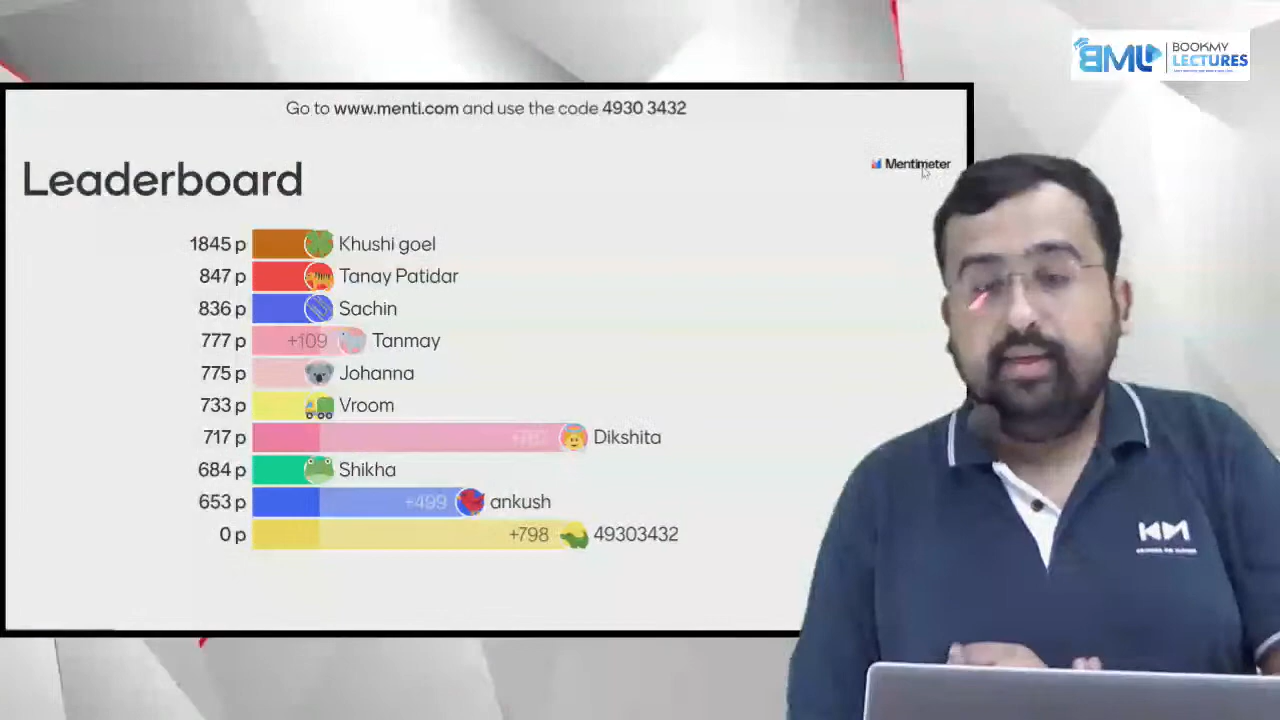 BML BOOKMY
LECTURES
Go to www.menti.com and use the code 4930 3432
Mentimeter
Leaderboard
1845 p Khushi goel
847 p Tanay Patidar
836 p Sachin
777 p +109 Tanmay
775 p Johanna
733 p Vroom
717 p Dikshita
684 p Shikha
653 p +499 ankush
0 p +798 49303432
KM